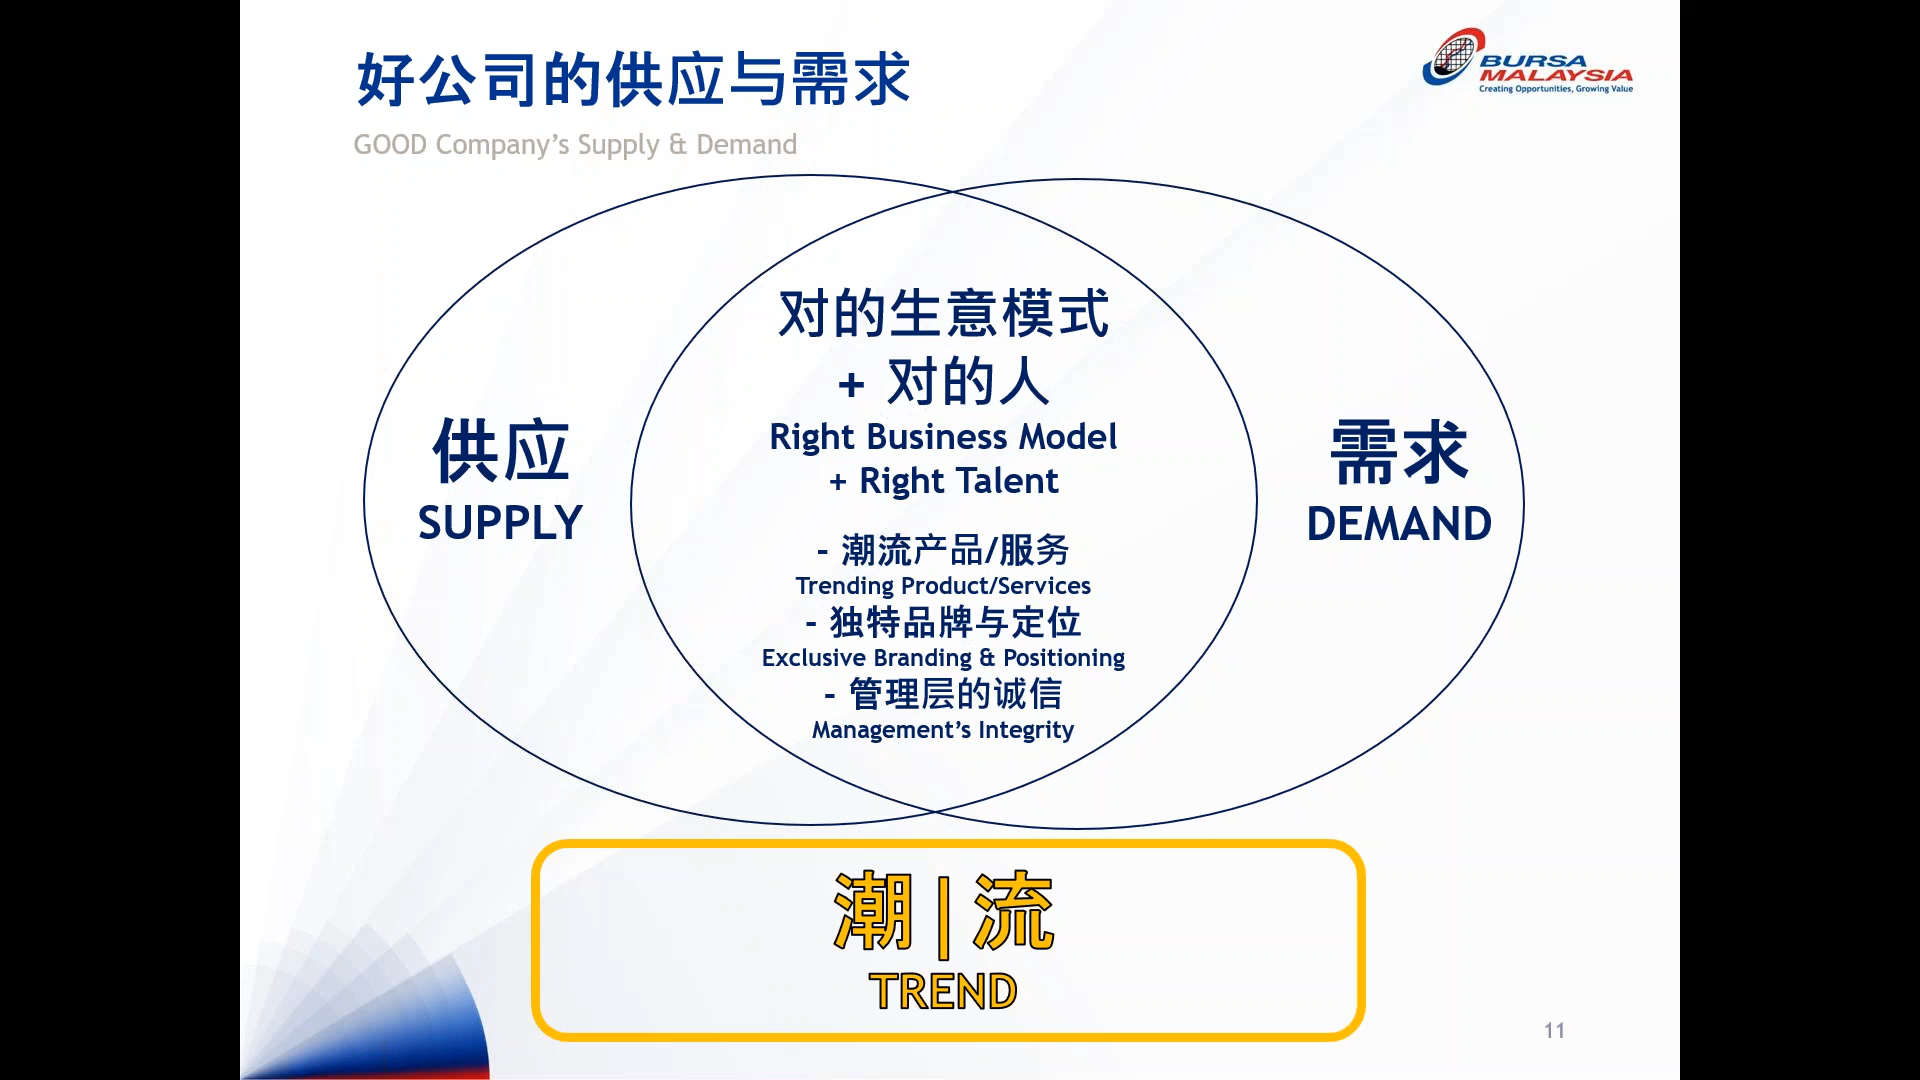 好公司的供应与需求
GOOD Company’s Supply & Demand
BURSA
MALAYSIA
Creating Opportunities, Growing Value
供应
SUPPLY
对的生意模式
+ 对的人
Right Business Model
+ Right Talent
- 潮流产品/服务
Trending Product/Services
- 独特品牌与定位
Exclusive Branding & Positioning
- 管理层的诚信
Management’s Integrity
需求
DEMAND
潮|流
TREND
11